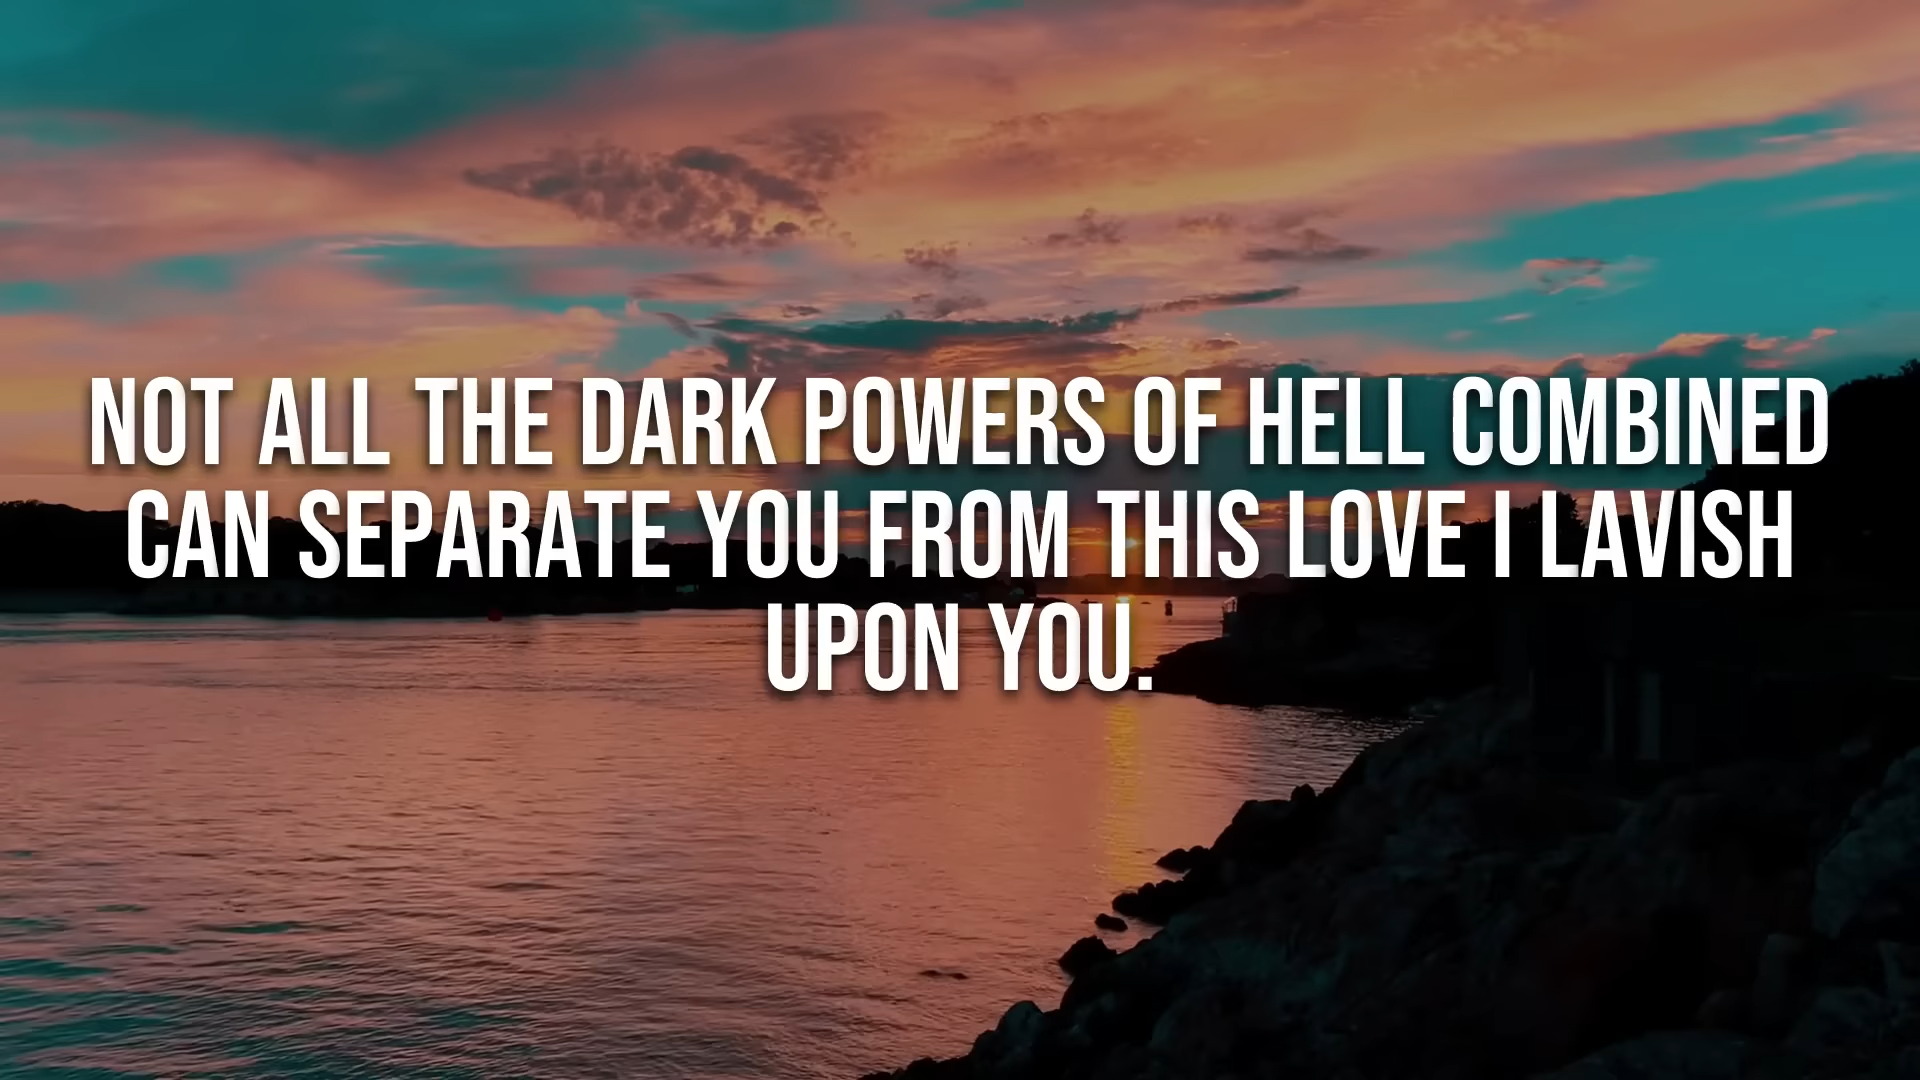 NOT ALL THE DARK POWERS OF HELL COMBINED
CAN SEPARATE YOU FROM THIS LOVE I LAVISH
UPON YOU.